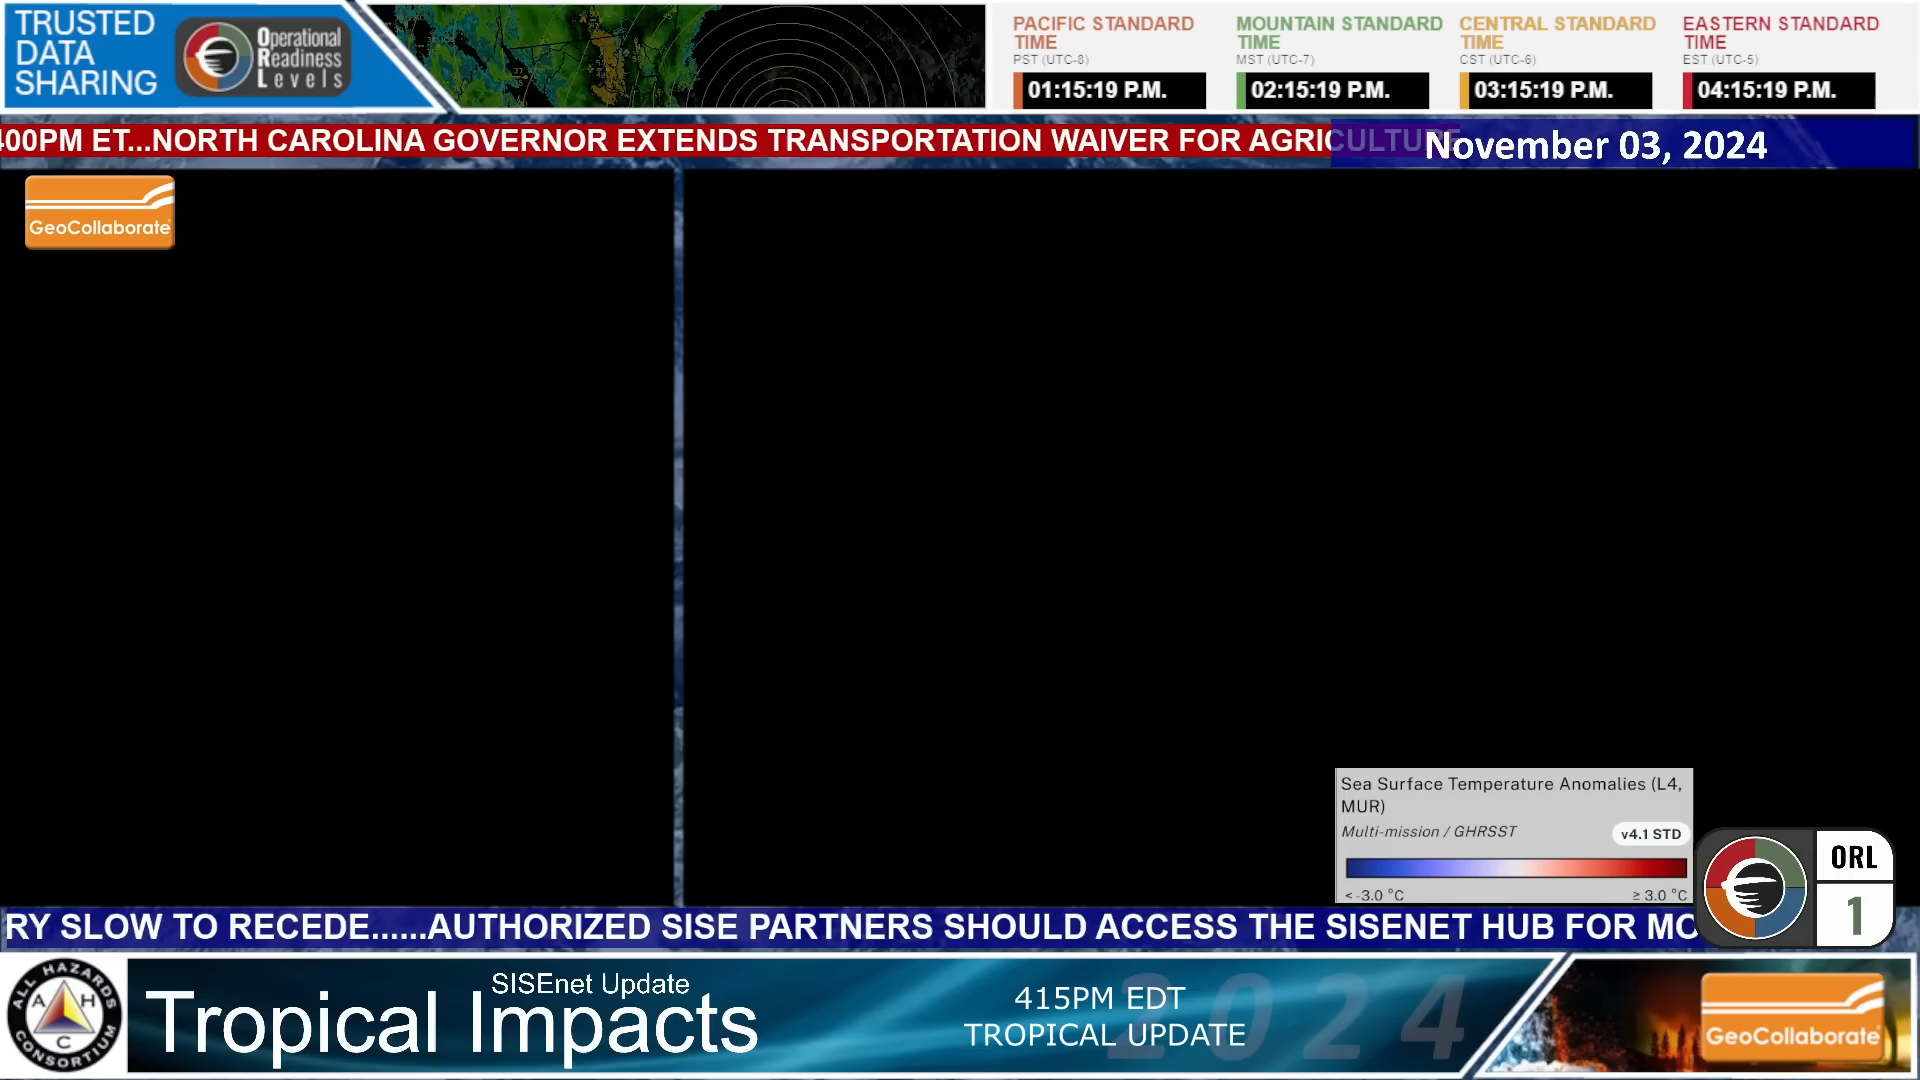 TRUSTED
DATA
SHARING
Operational
Readiness
Levels
PACIFIC STANDARD
TIME
PST (UTC-8)
01:15:19 P.M.
MOUNTAIN STANDARD
TIME
MST (UTC-7)
02:15:19 P.M.
CENTRAL STANDARD
TIME
CST (UTC-6)
03:15:19 P.M.
EASTERN STANDARD
TIME
EST (UTC-5)
04:15:19 P.M.
400PM ET...NORTH CAROLINA GOVERNOR EXTENDS TRANSPORTATION WAIVER FOR AGRICULTURE
November 03, 2024
GeoCollaborate
Sea Surface Temperature Anomalies (L4,
MUR)
Multi-mission / GHRSST
v4.1 STD
< -3.0 °C
≥ 3.0 °C
ORL
1
RY SLOW TO RECEDE......AUTHORIZED SISE PARTNERS SHOULD ACCESS THE SISENET HUB FOR MO
ALL HAZARDS
A H
C
CONSORTIUM
SISEnet Update
Tropical Impacts
415PM EDT
TROPICAL UPDATE
2024
GeoCollaborate